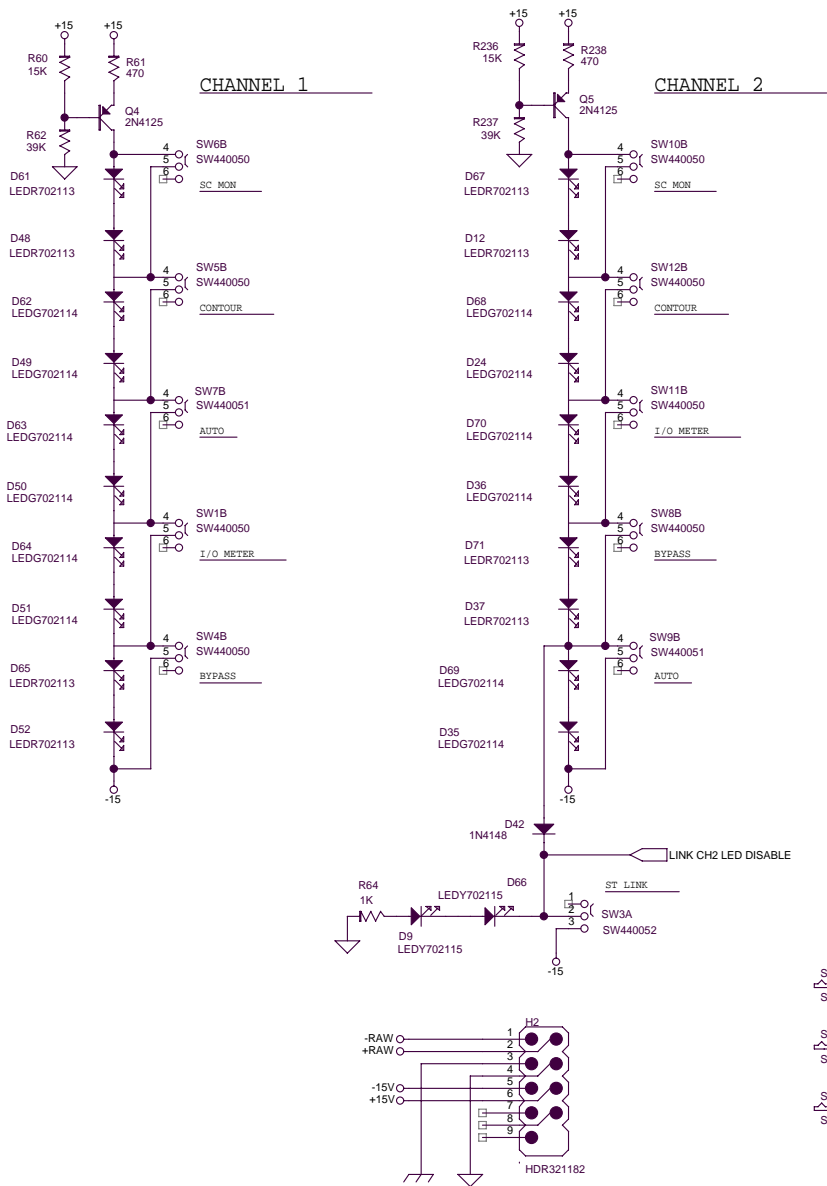 +15
+15
R60
15K
R61
470
CHANNEL 1
Q4
2N4125
R62
39K
4
5
6
SW6B
SW440050
SC MON
D61
LEDR702113
D48
LEDR702113
4
5
6
SW5B
SW440050
CONTOUR
D62
LEDG702114
D49
LEDG702114
4
5
6
SW7B
SW440051
AUTO
D63
LEDG702114
D50
LEDG702114
4
5
6
SW1B
SW440050
I/O METER
D64
LEDG702114
D51
LEDG702114
4
5
6
SW4B
SW440050
BYPASS
D65
LEDR702113
D52
LEDR702113
-15
+15
+15
R236
15K
R238
470
CHANNEL 2
Q5
2N4125
R237
39K
4
5
6
SW10B
SW440050
SC MON
D67
LEDR702113
D12
LEDR702113
4
5
6
SW12B
SW440050
CONTOUR
D68
LEDG702114
D24
LEDG702114
4
5
6
SW11B
SW440050
I/O METER
D70
LEDG702114
D36
LEDG702114
4
5
6
SW8B
SW440050
BYPASS
D71
LEDR702113
D37
LEDR702113
4
5
6
SW9B
SW440051
AUTO
D69
LEDG702114
D35
LEDG702114
-15
D42
1N4148
LINK CH2 LED DISABLE
R64
1K
LEDY702115
D66
ST LINK
1
2
3
SW3A
SW440052
D9
LEDY702115
-15
H2
-RAW
+RAW
-15V
+15V
1
2
3
4
5
6
7
8
9
HDR321182
S
S
S
S
S
S